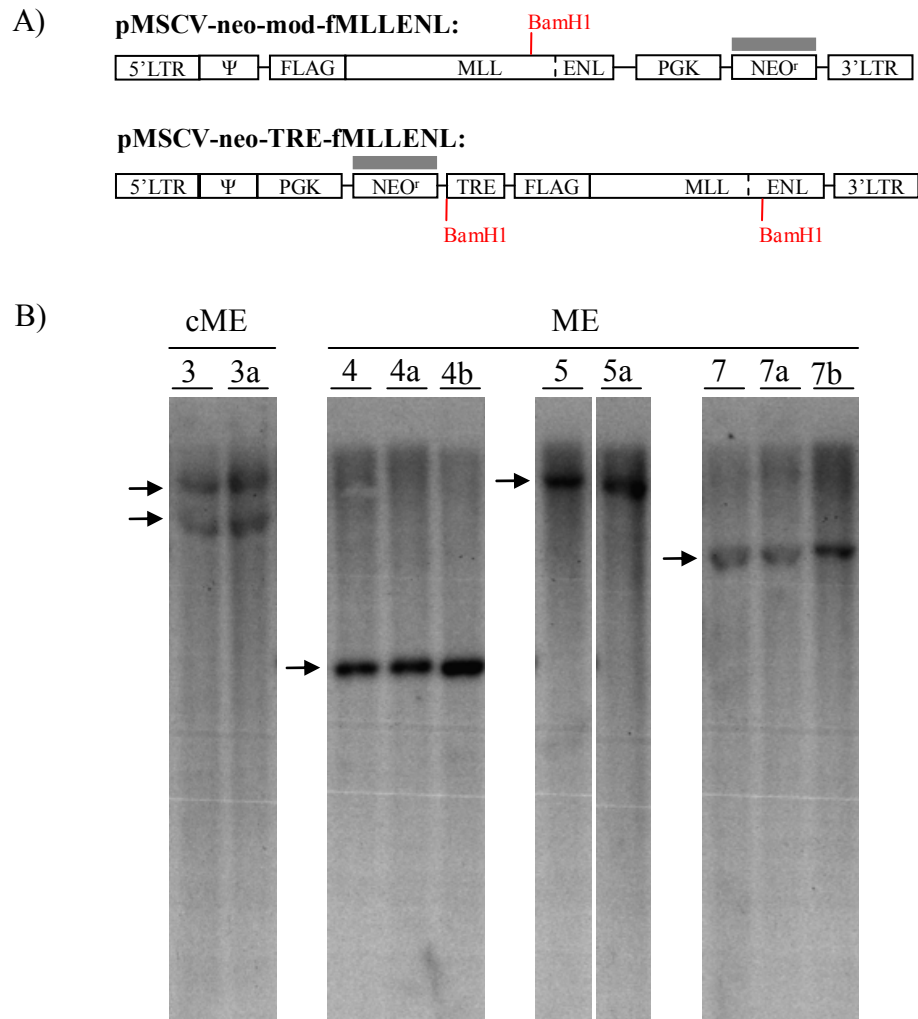 A)
pMSCV-neo-mod-fMLLENL:
BamH1
5'LTR Ψ FLAG MLL ENL PGK NEOʳ 3'LTR
pMSCV-neo-TRE-fMLLENL:
5'LTR Ψ PGK NEOʳ TRE FLAG MLL ENL 3'LTR
BamH1 BamH1
B)
cME ME
3 3a 4 4a 4b 5 5a 7 7a 7b